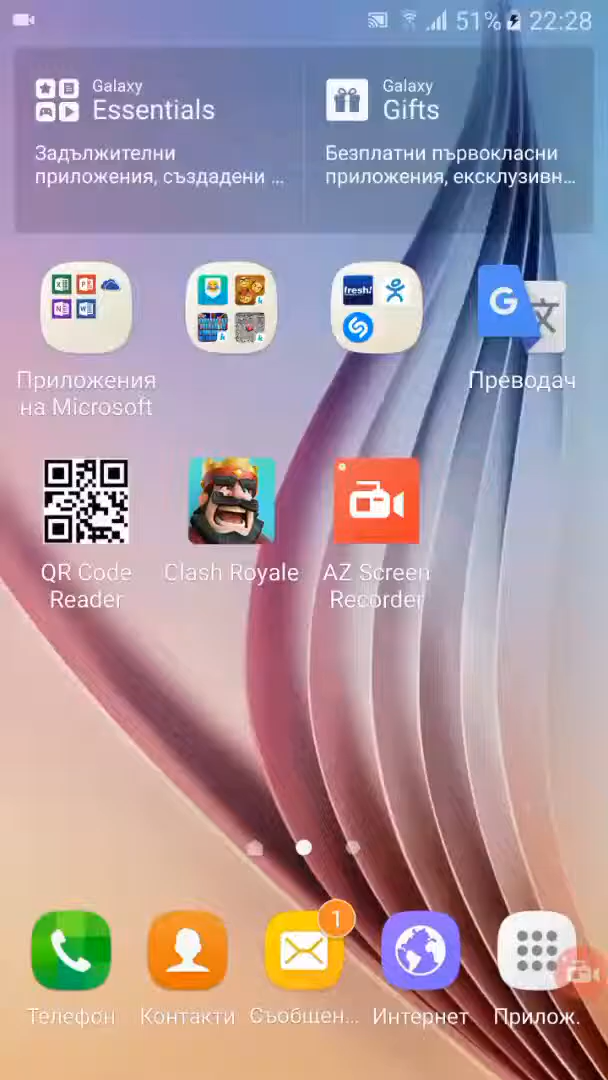 51% 22:28
Galaxy
Essentials
Задължителни
приложения, създадени ...
Galaxy
Gifts
Безплатни първокласни
приложения, ексклузивн...
fresh!
Приложения
на Microsoft
Преводач
QR Code
Reader
Clash Royale
AZ Screen
Recorder
1
Телефон
Контакти
Съобщен...
Интернет
Прилож.